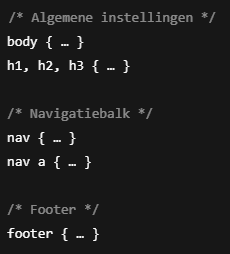 /* Algemene instellingen */
body { … }
h1, h2, h3 { … }
/* Navigatiebalk */
nav { … }
nav a { … }
/* Footer */
footer { … }